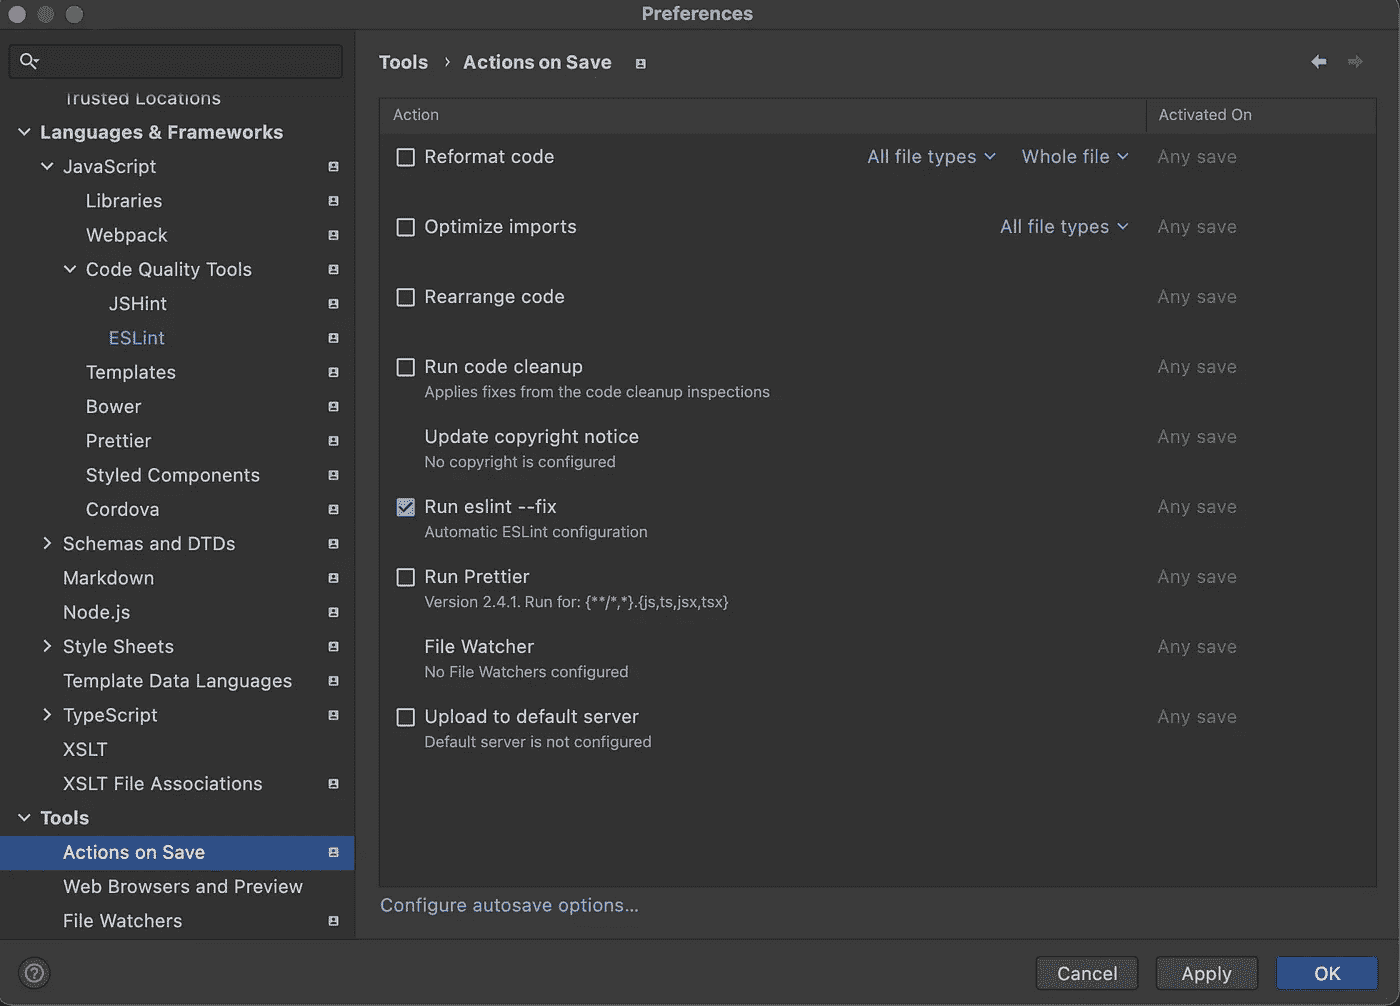 Preferences
Trusted Locations
Languages & Frameworks
JavaScript
Libraries
Webpack
Code Quality Tools
JSHint
ESLint
Templates
Bower
Prettier
Styled Components
Cordova
Schemas and DTDs
Markdown
Node.js
Style Sheets
Template Data Languages
TypeScript
XSLT
XSLT File Associations
Tools
Actions on Save
Web Browsers and Preview
File Watchers
Tools › Actions on Save
Action Activated On
Reformat code All file types Whole file Any save
Optimize imports All file types Any save
Rearrange code Any save
Run code cleanup Any save
Applies fixes from the code cleanup inspections
Update copyright notice Any save
No copyright is configured
Run eslint --fix Any save
Automatic ESLint configuration
Run Prettier Any save
Version 2.4.1. Run for: {**/*,*}.{js,ts,jsx,tsx}
File Watcher Any save
No File Watchers configured
Upload to default server Any save
Default server is not configured
Configure autosave options...
? Cancel Apply OK